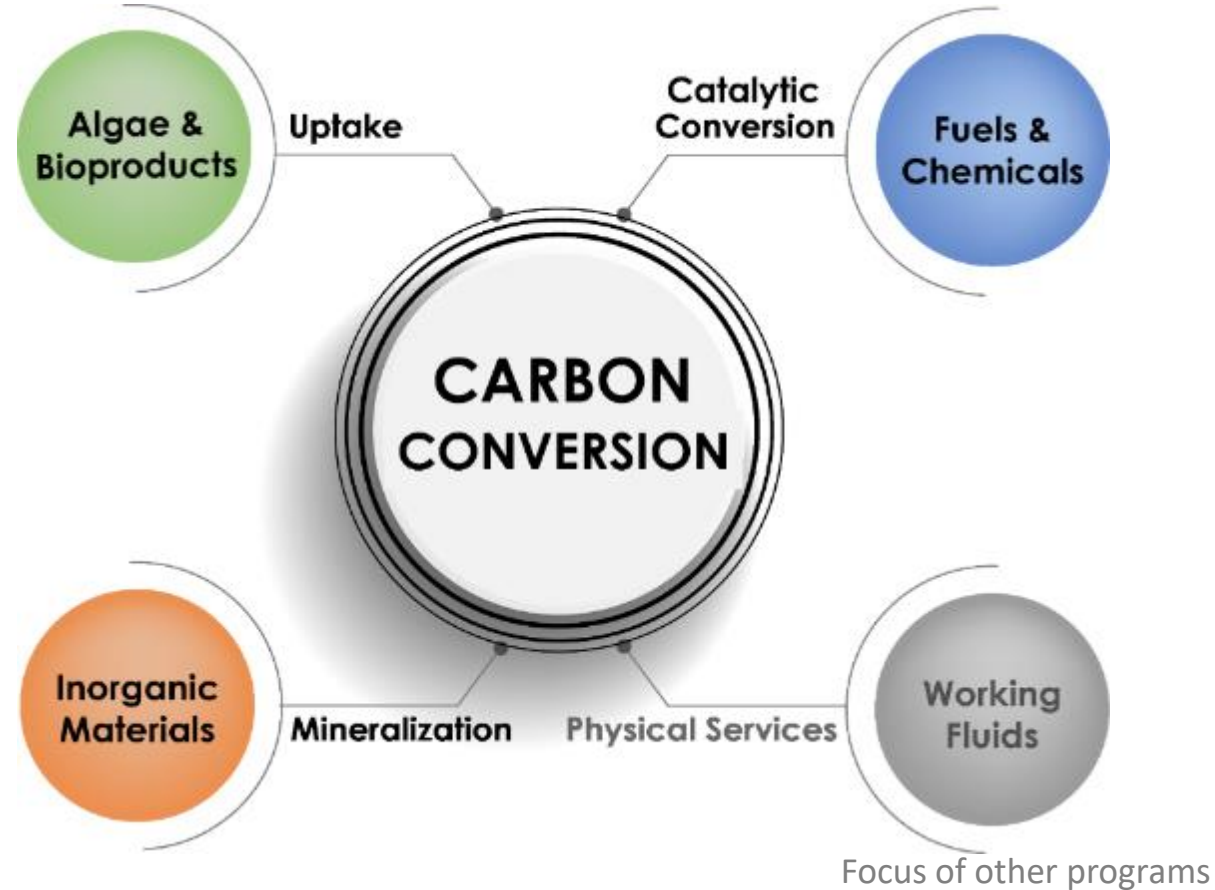 Algae &
Bioproducts
Uptake
Catalytic
Conversion
Fuels &
Chemicals
CARBON
CONVERSION
Inorganic
Materials
Mineralization
Physical Services
Working
Fluids
Focus of other programs